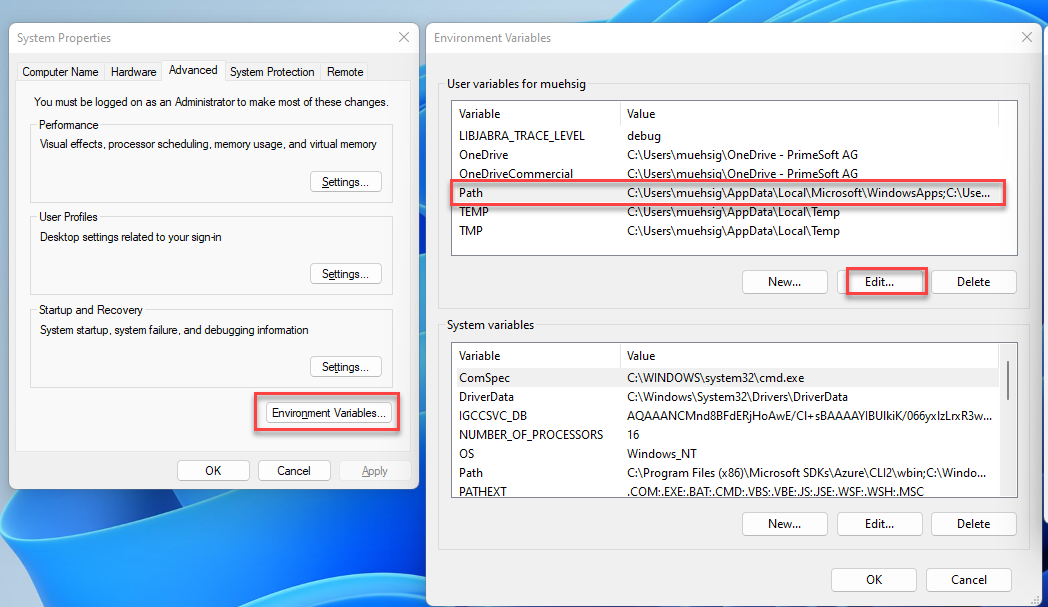 System Properties
Computer Name Hardware Advanced System Protection Remote
You must be logged on as an Administrator to make most of these changes.
Performance
Visual effects, processor scheduling, memory usage, and virtual memory
Settings...
User Profiles
Desktop settings related to your sign-in
Settings...
Startup and Recovery
System startup, system failure, and debugging information
Settings...
Environment Variables...
OK Cancel Apply
Environment Variables
User variables for muehsig
Variable Value
LIBJABRA_TRACE_LEVEL debug
OneDrive C:\Users\muehsig\OneDrive - PrimeSoft AG
OneDriveCommercial C:\Users\muehsig\OneDrive - PrimeSoft AG
Path C:\Users\muehsig\AppData\Local\Microsoft\WindowsApps;C:\Use...
TEMP C:\Users\muehsig\AppData\Local\Temp
TMP C:\Users\muehsig\AppData\Local\Temp
New... Edit... Delete
System variables
Variable Value
ComSpec C:\WINDOWS\system32\cmd.exe
DriverData C:\Windows\System32\Drivers\DriverData
IGCCSVC_DB
NUMBER_OF_PROCESSORS 16
OS Windows_NT
Path C:\Program Files (x86)\Microsoft SDKs\Azure\CLI2\wbin;C:\Windo...
PATHEXT .COM;.EXE;.BAT;.CMD;.VBS;.VBE;.JS;.JSE;.WSF;.WSH;.MSC
New... Edit... Delete
OK Cancel